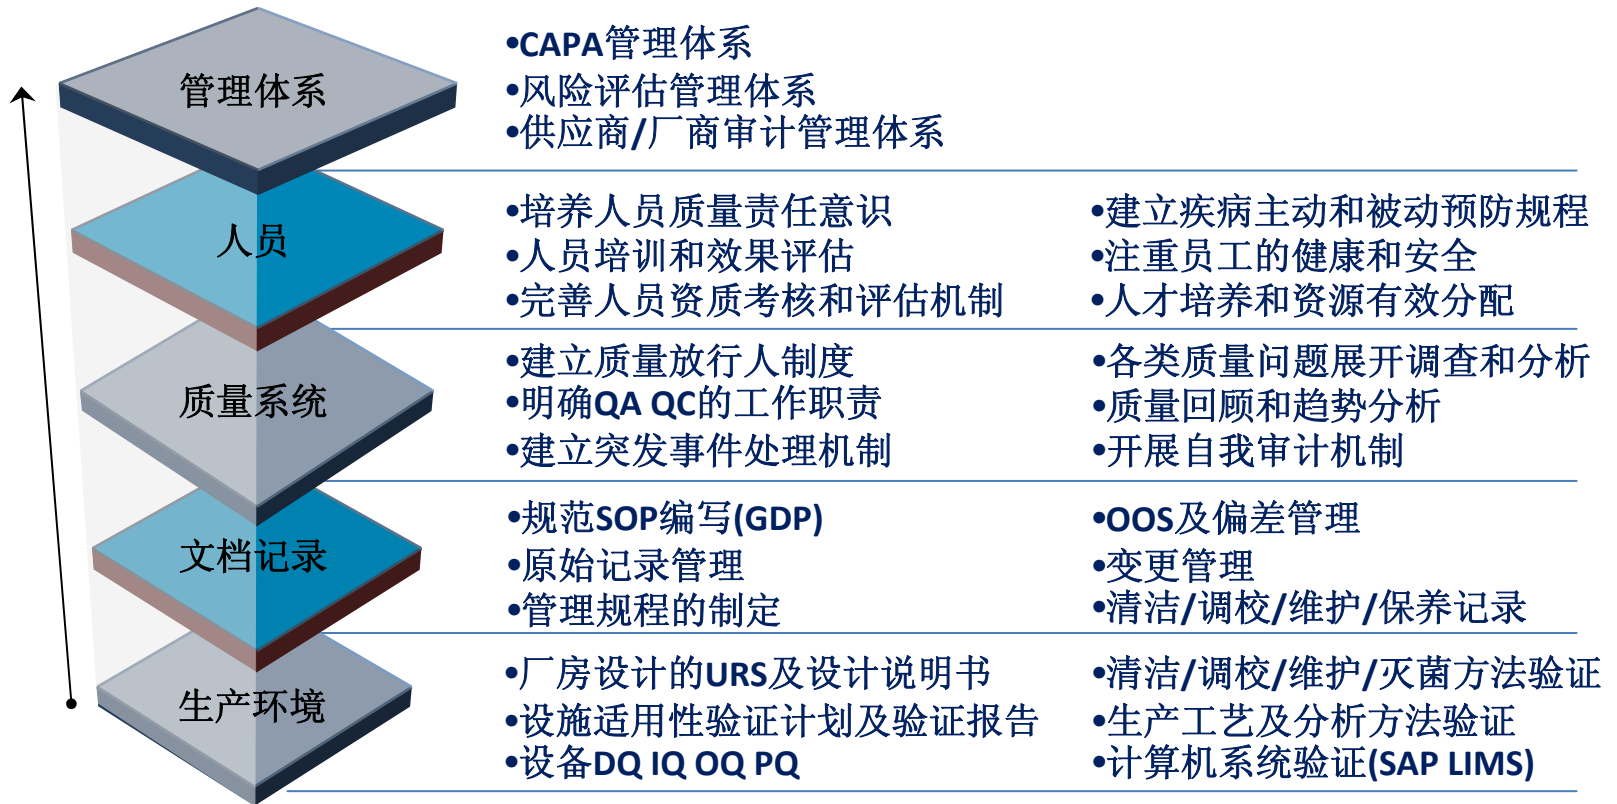 管理体系
•CAPA管理体系
•风险评估管理体系
•供应商/厂商审计管理体系
人员
•培养人员质量责任意识
•人员培训和效果评估
•完善人员资质考核和评估机制
•建立疾病主动和被动预防规程
•注重员工的健康和安全
•人才培养和资源有效分配
质量系统
•建立质量放行人制度
•明确QA QC的工作职责
•建立突发事件处理机制
•各类质量问题展开调查和分析
•质量回顾和趋势分析
•开展自我审计机制
文档记录
•规范SOP编写(GDP)
•原始记录管理
•管理规程的制定
•OOS及偏差管理
•变更管理
•清洁/调校/维护/保养记录
生产环境
•厂房设计的URS及设计说明书
•设施适用性验证计划及验证报告
•设备DQ IQ OQ PQ
•清洁/调校/维护/灭菌方法验证
•生产工艺及分析方法验证
•计算机系统验证(SAP LIMS)